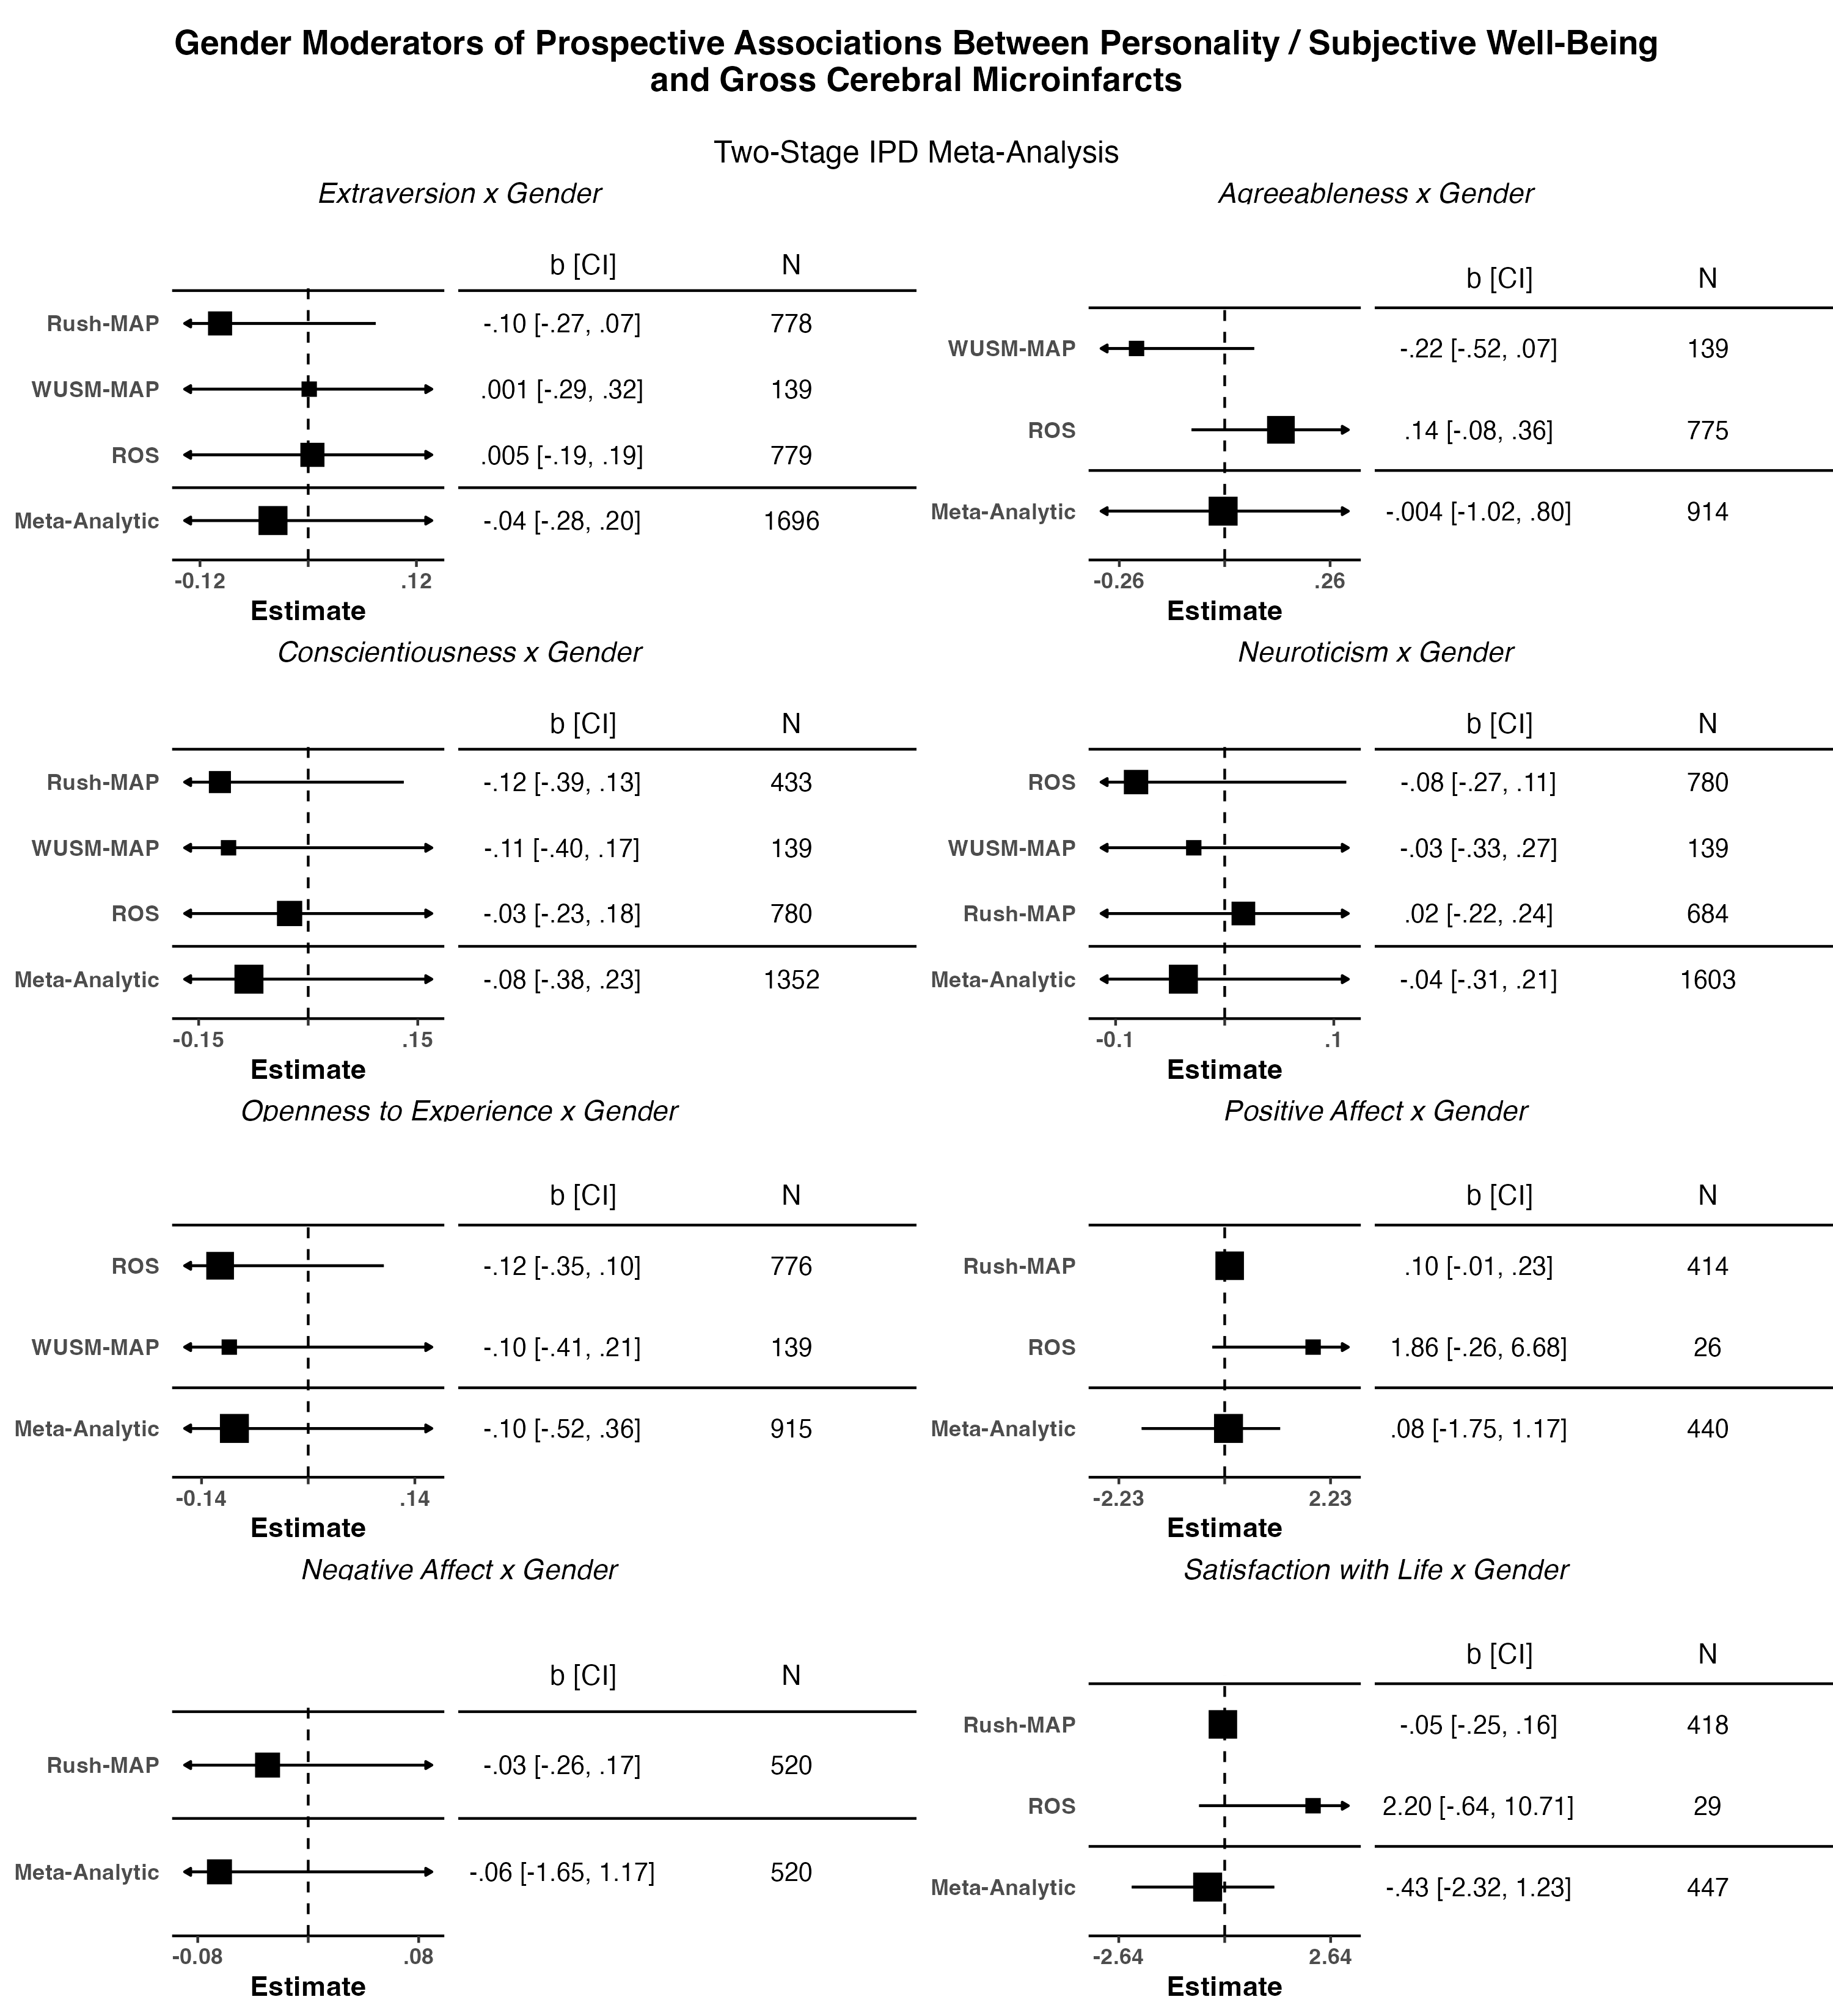 Gender Moderators of Prospective Associations Between Personality / Subjective Well-Being
and Gross Cerebral Microinfarcts
Two-Stage IPD Meta-Analysis
Extraversion x Gender
b [CI] N
Rush-MAP -.10 [-.27, .07] 778
WUSM-MAP .001 [-.29, .32] 139
ROS .005 [-.19, .19] 779
Meta-Analytic -.04 [-.28, .20] 1696
-0.12 .12
Estimate
Agreeableness x Gender
b [CI] N
WUSM-MAP -.22 [-.52, .07] 139
ROS .14 [-.08, .36] 775
Meta-Analytic -.004 [-1.02, .80] 914
-0.26 .26
Estimate
Conscientiousness x Gender
b [CI] N
Rush-MAP -.12 [-.39, .13] 433
WUSM-MAP -.11 [-.40, .17] 139
ROS -.03 [-.23, .18] 780
Meta-Analytic -.08 [-.38, .23] 1352
-0.15 .15
Estimate
Neuroticism x Gender
b [CI] N
ROS -.08 [-.27, .11] 780
WUSM-MAP -.03 [-.33, .27] 139
Rush-MAP .02 [-.22, .24] 684
Meta-Analytic -.04 [-.31, .21] 1603
-0.1 .1
Estimate
Openness to Experience x Gender
b [CI] N
ROS -.12 [-.35, .10] 776
WUSM-MAP -.10 [-.41, .21] 139
Meta-Analytic -.10 [-.52, .36] 915
-0.14 .14
Estimate
Positive Affect x Gender
b [CI] N
Rush-MAP .10 [-.01, .23] 414
ROS 1.86 [-.26, 6.68] 26
Meta-Analytic .08 [-1.75, 1.17] 440
-2.23 2.23
Estimate
Negative Affect x Gender
b [CI] N
Rush-MAP -.03 [-.26, .17] 520
Meta-Analytic -.06 [-1.65, 1.17] 520
-0.08 .08
Estimate
Satisfaction with Life x Gender
b [CI] N
Rush-MAP -.05 [-.25, .16] 418
ROS 2.20 [-.64, 10.71] 29
Meta-Analytic -.43 [-2.32, 1.23] 447
-2.64 2.64
Estimate